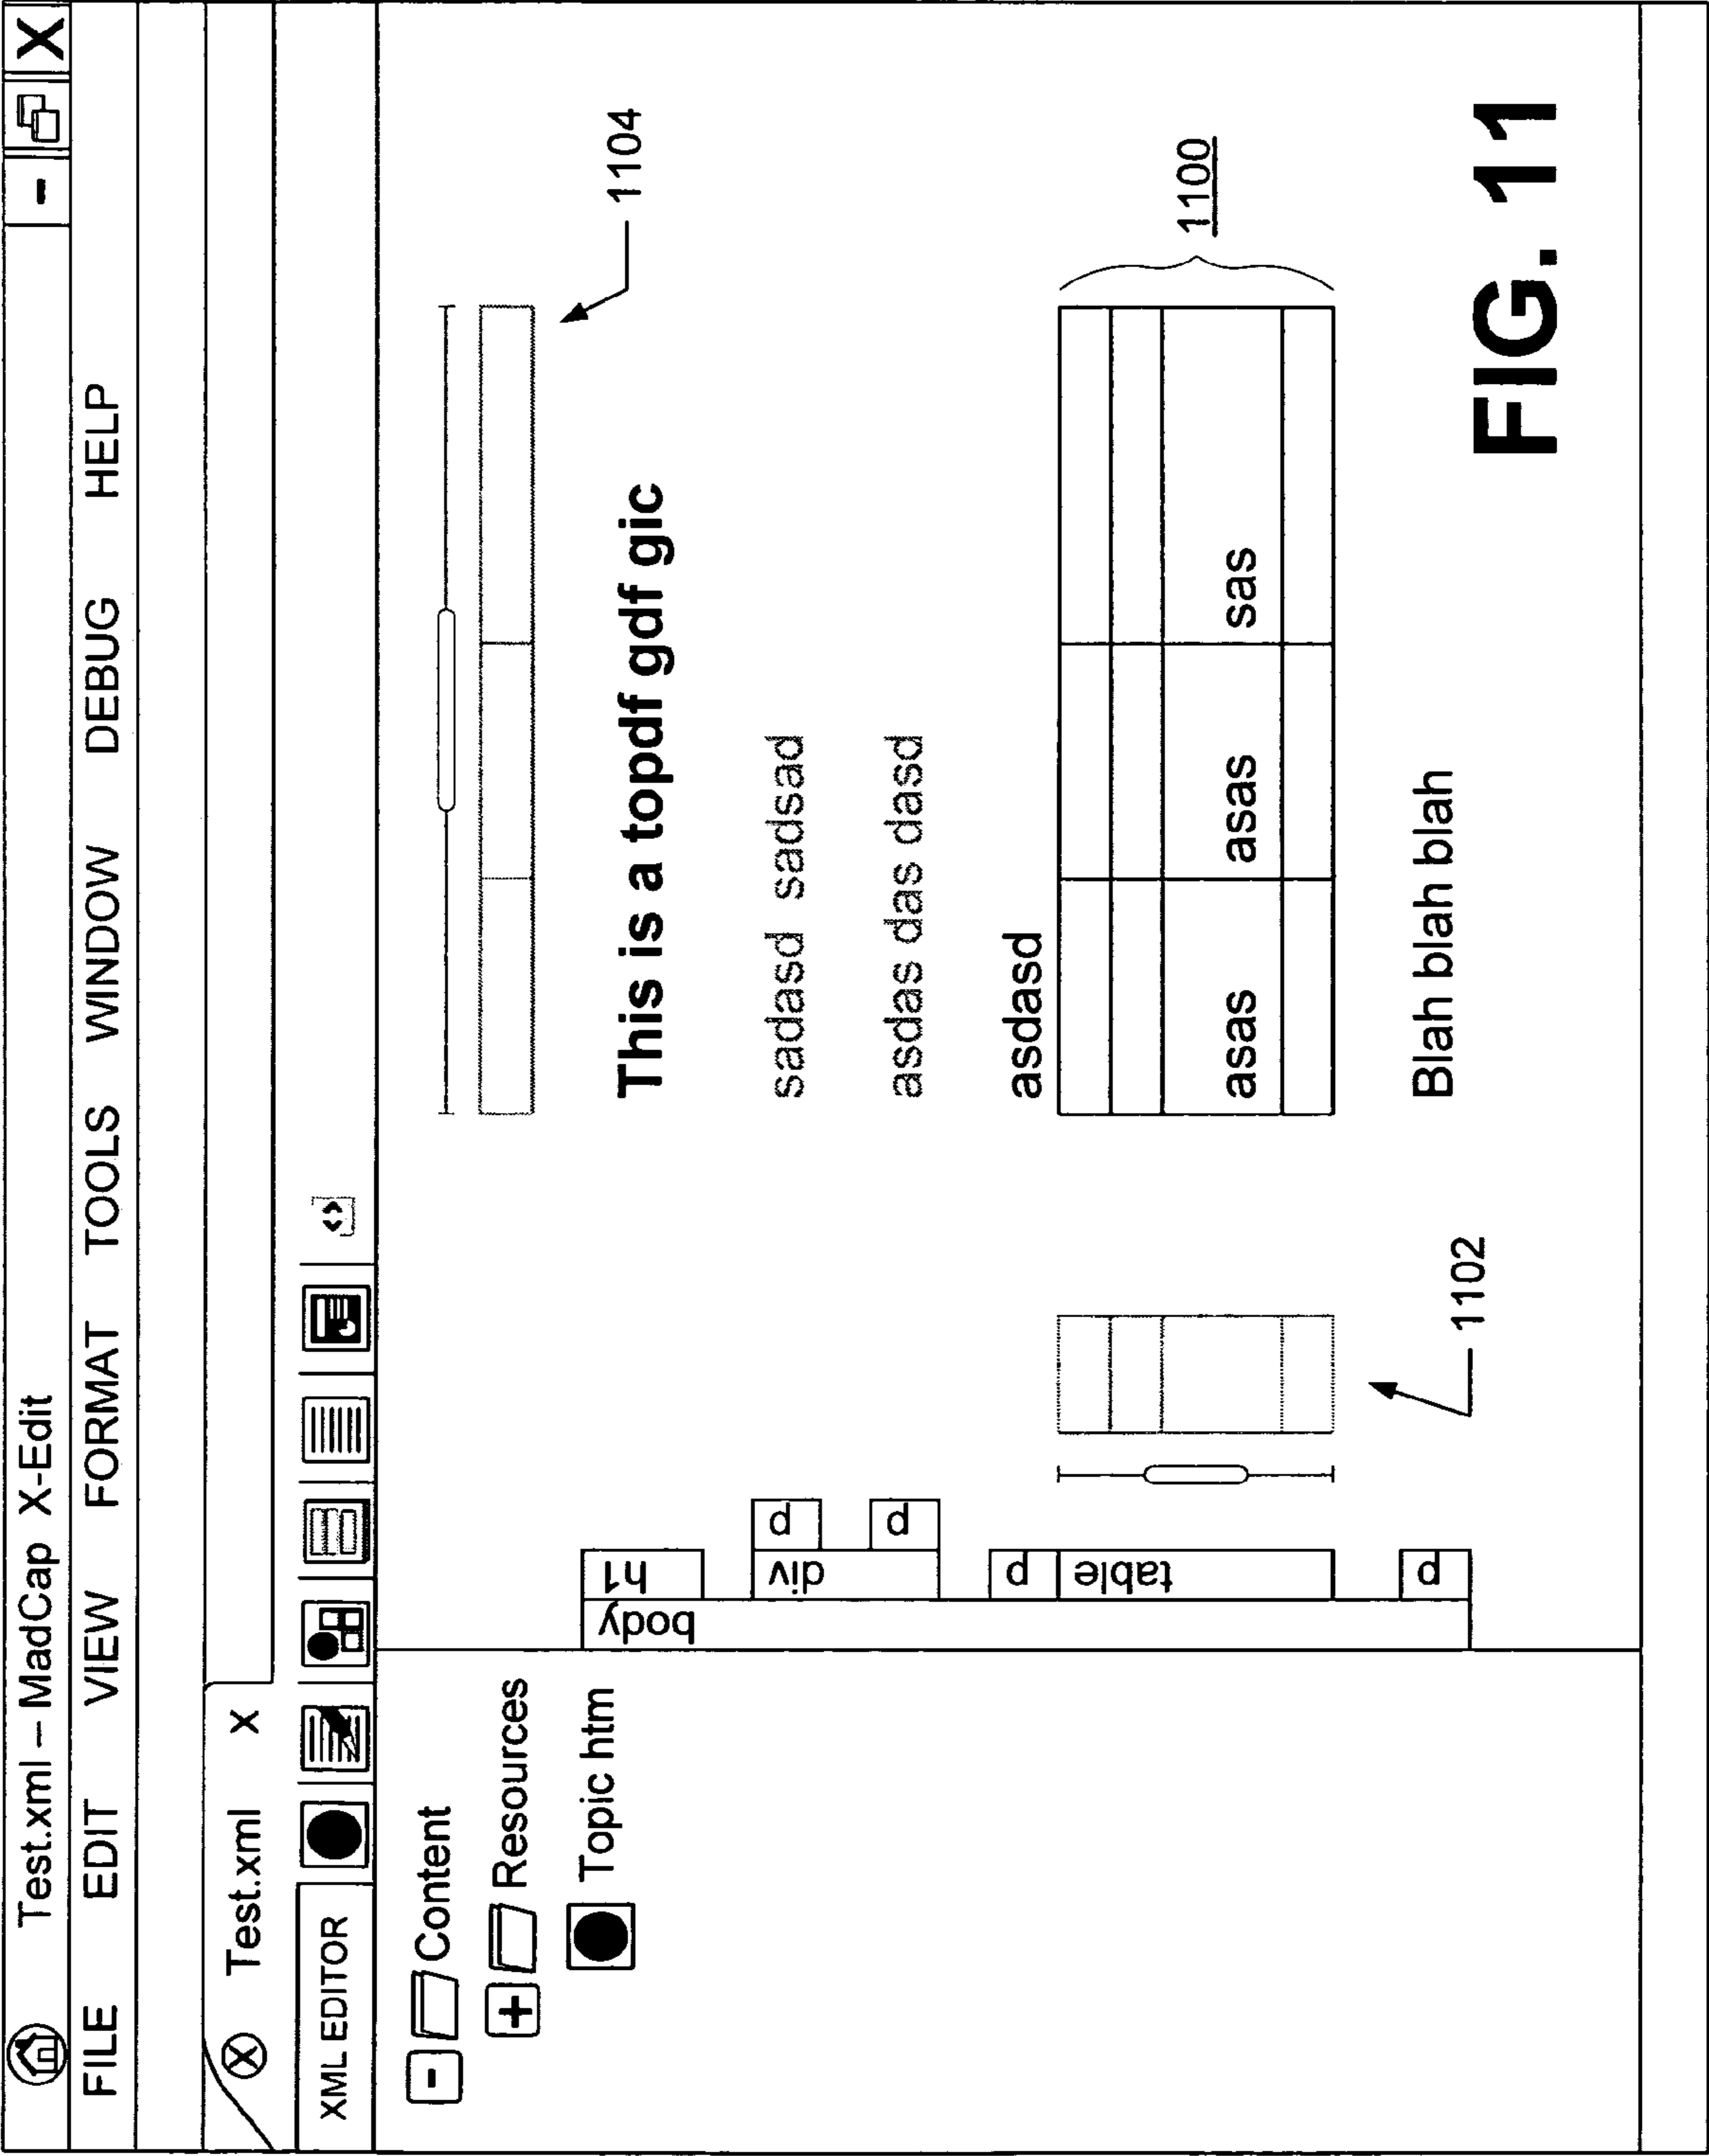 Test.xml – MadCap X-Edit - X
FILE EDIT VIEW FORMAT TOOLS WINDOW DEBUG HELP
X Test.xml X
XML EDITOR <>
- Content
+ Resources
Topic htm
body
h1
div
p
p
p
table
p
1104
This is a topdf gdf gic
sadasd sadsad
asdas das dasd
asdasd
asas asas sas
1100
Blah blah blah
1102
FIG. 11